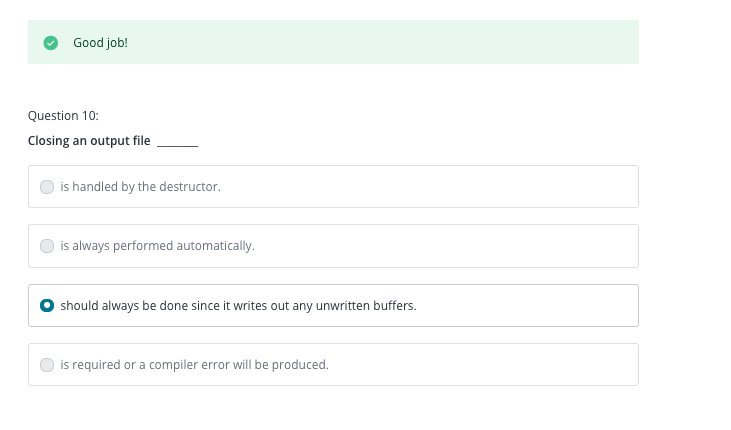 Good job!
Question 10:
Closing an output file ________
is handled by the destructor.
is always performed automatically.
should always be done since it writes out any unwritten buffers.
is required or a compiler error will be produced.